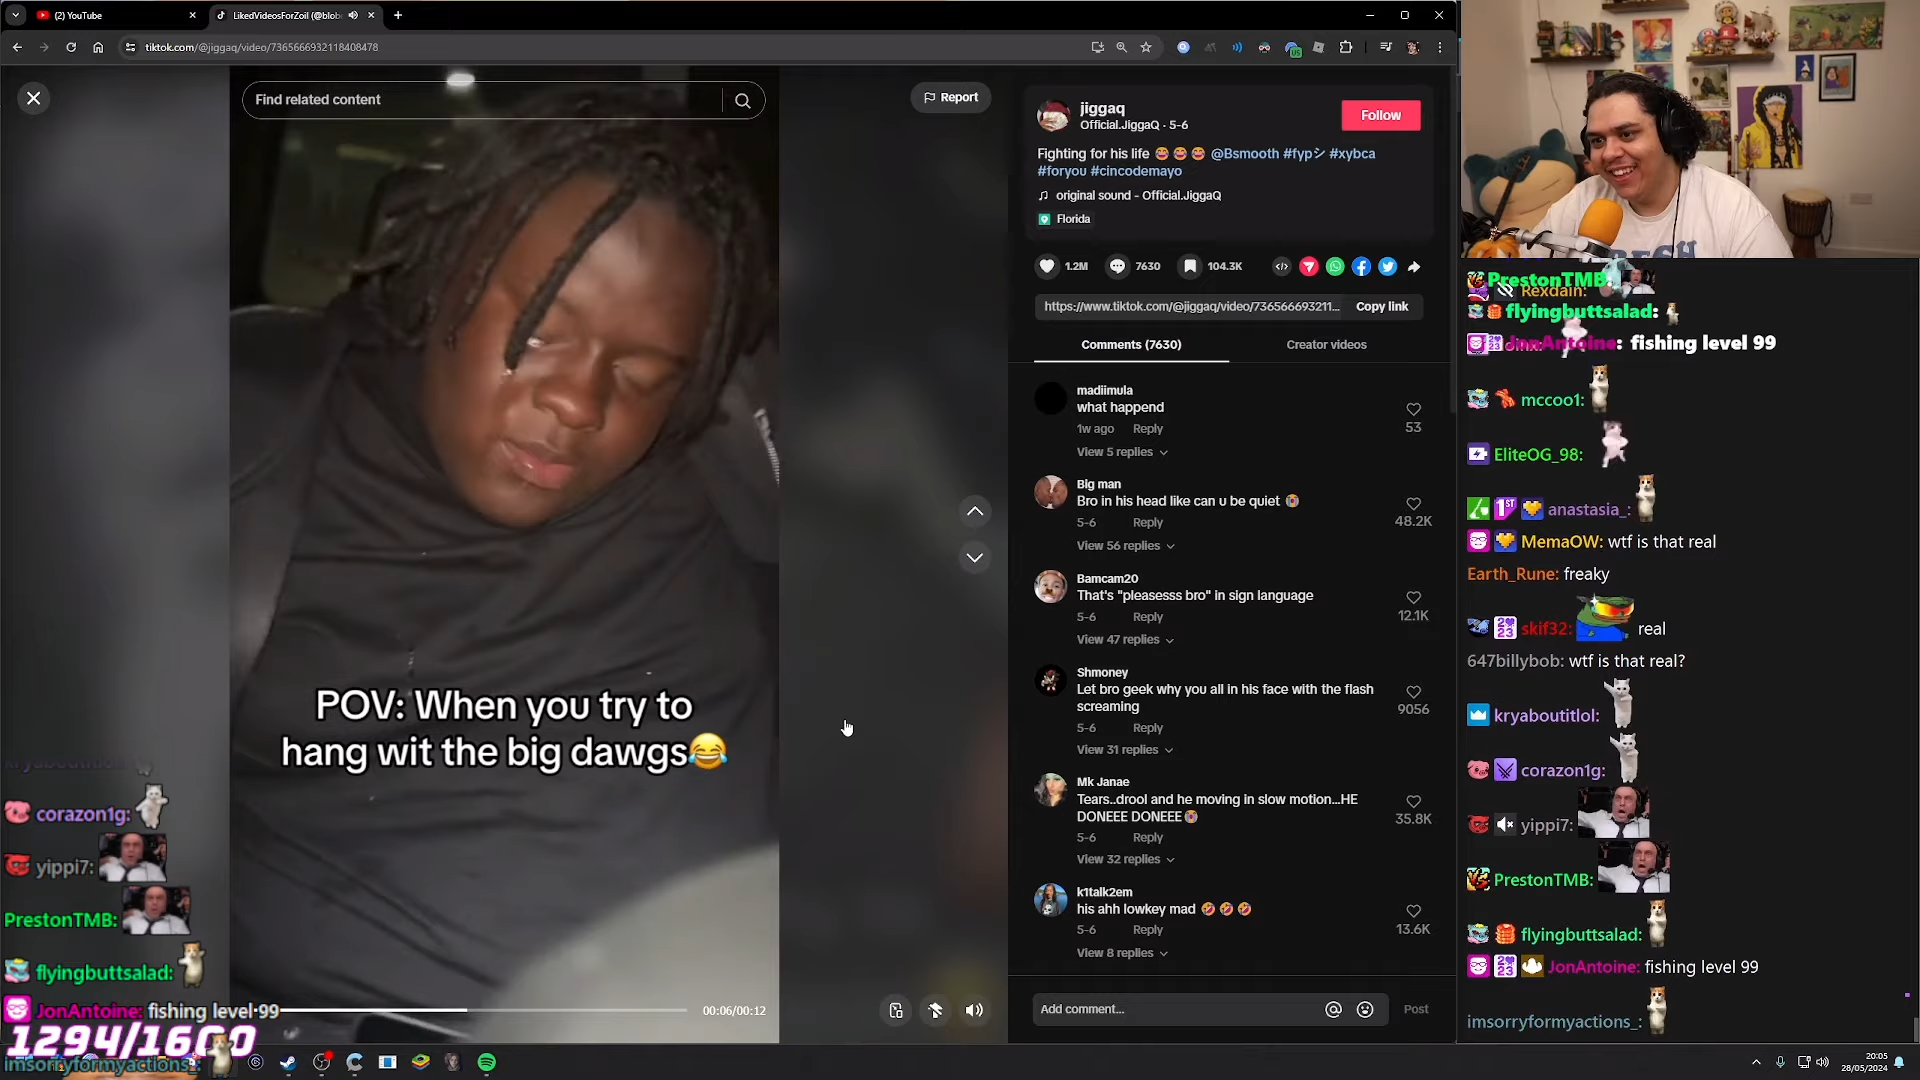 (2) YouTube
LikedVideosForZoil (@blob
tiktok.com/@jiggaq/video/7365666932118408478
Find related content
Report
jiggaq
Official.JiggaQ · 5-6
Follow
Fighting for his life 😂 😂 😂 @Bsmooth #fypシ #xybca
#foryou #cincodemayo
original sound - Official.JiggaQ
Florida
1.2M
7630
104.3K
https://www.tiktok.com/@jiggaq/video/736566693211...
Copy link
Comments (7630)
Creator videos
madiimula
what happend
1w ago Reply
53
View 5 replies
Big man
Bro in his head like can u be quiet 😭
5-6 Reply
48.2K
View 56 replies
Bamcam20
That's "pleasesss bro" in sign language
5-6 Reply
12.1K
View 47 replies
Shmoney
Let bro geek why you all in his face with the flash
screaming
5-6 Reply
9056
View 31 replies
Mk Janae
Tears..drool and he moving in slow motion...HE
DONEEE DONEEE😭
5-6 Reply
35.8K
View 32 replies
k1talk2em
his ahh lowkey mad 🤣 🤣 🤣
5-6 Reply
13.6K
View 8 replies
Add comment...
Post
POV: When you try to
hang wit the big dawgs😂
00:06/00:12
corazon1g:
yippi7:
PrestonTMB:
flyingbuttsalad:
JonAntoine: fishing level 99
1294/1600
imsorryformyactions_:
PrestonTMB:
Rexdain:
flyingbuttsalad:
JonAntoine: fishing level 99
mccoo1:
EliteOG_98:
anastasia_:
MemaOW: wtf is that real
Earth_Rune: freaky
skif32: real
647billybob: wtf is that real?
kryaboutitlol:
corazon1g:
yippi7:
PrestonTMB:
flyingbuttsalad:
JonAntoine: fishing level 99
imsorryformyactions_:
20:05
28/05/2024